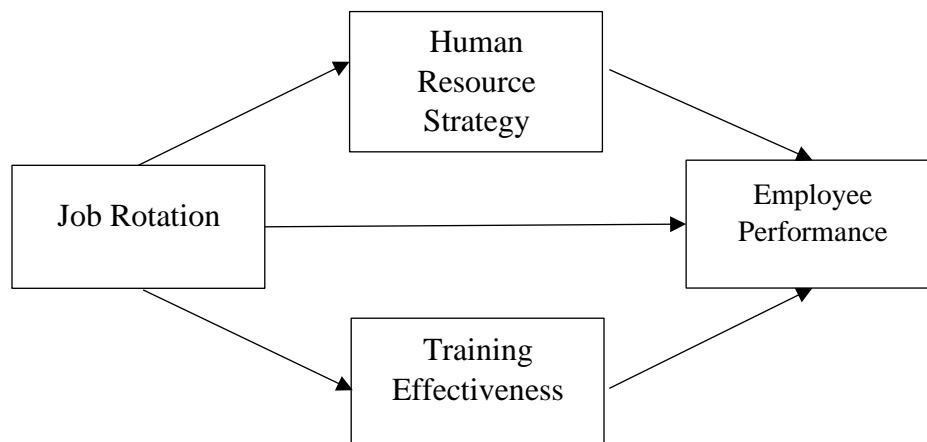 Human
Resource
Strategy
Job Rotation
Employee
Performance
Training
Effectiveness